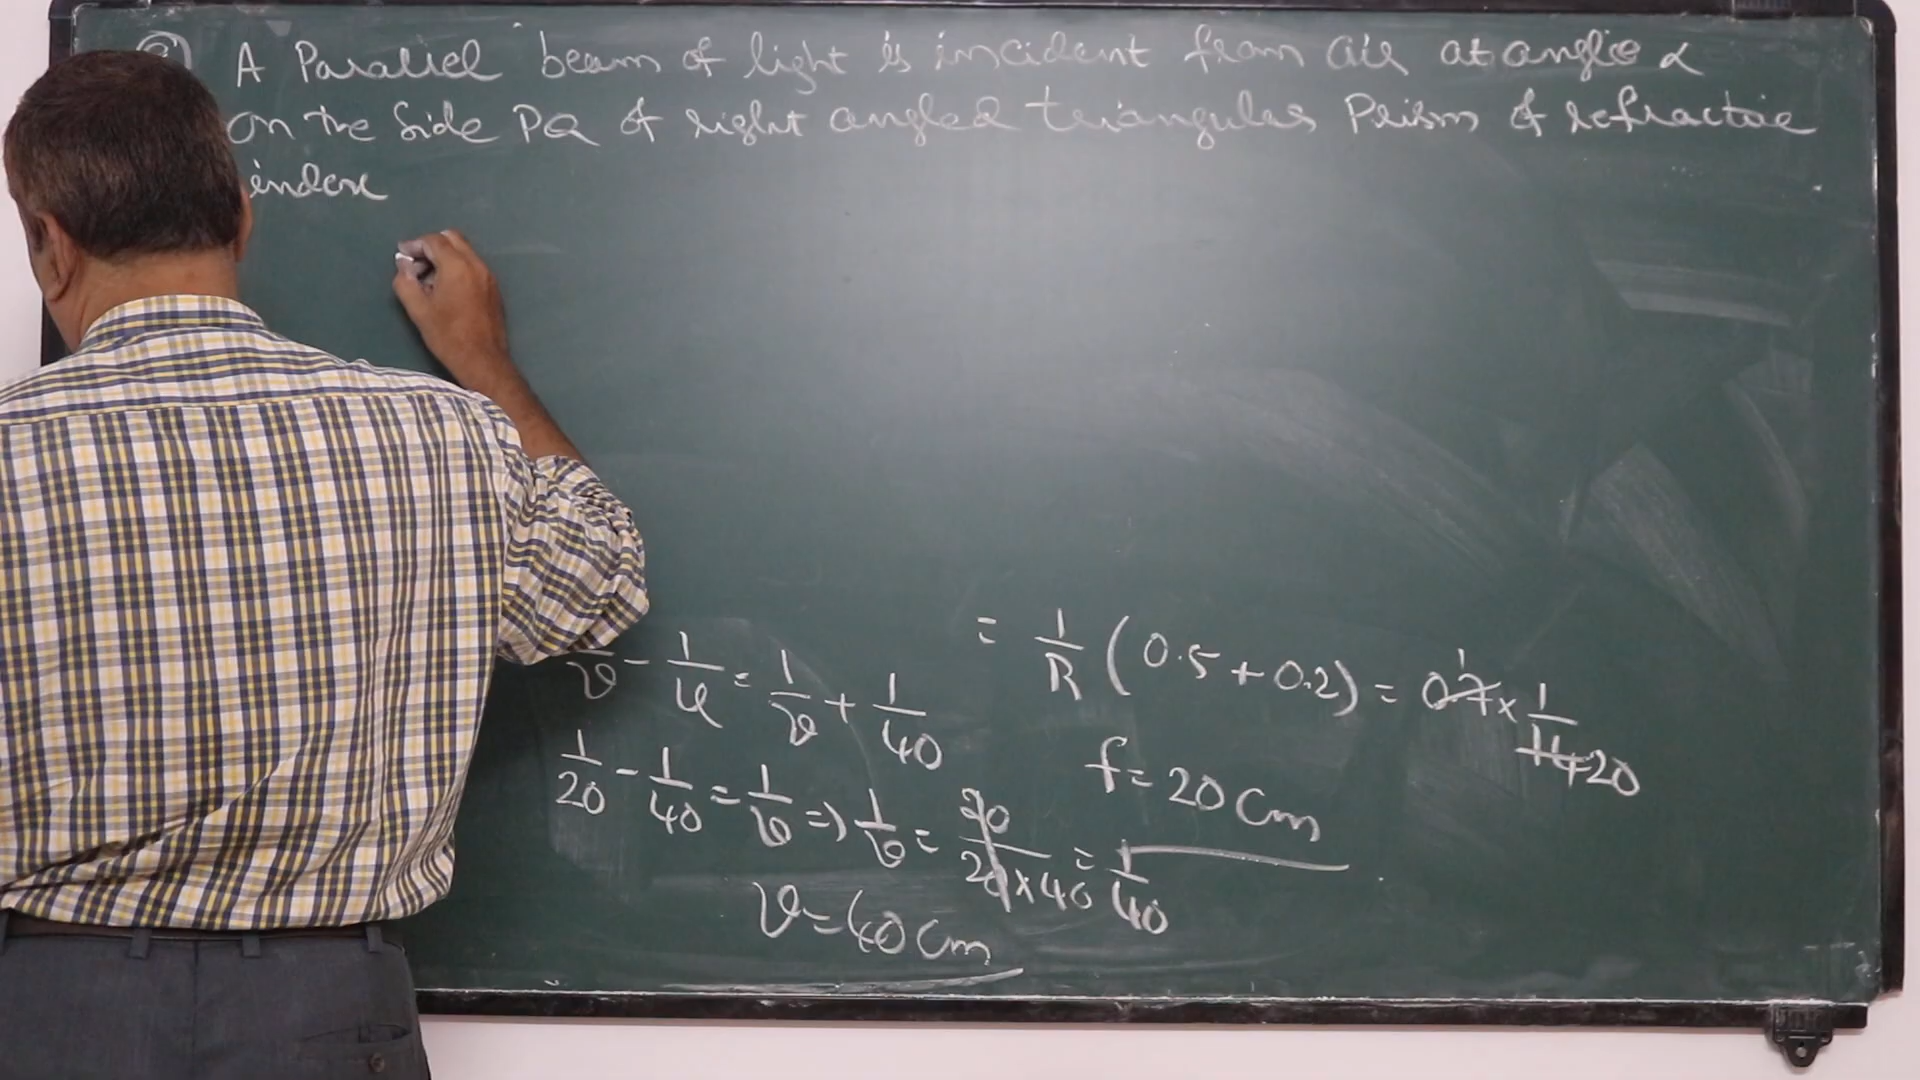 A Parallel beam of light is incident from air at angle α
on the side PQ of right angled triangular Prism of refractive
index
1/v - 1/u = 1/v + 1/40
1/20 - 1/40 = 1/v => 1/v = 20/20×40 = 1/40
v = 40 cm
= 1/R (0.5 + 0.2) = 0.7 × 1/14 20
f = 20 cm